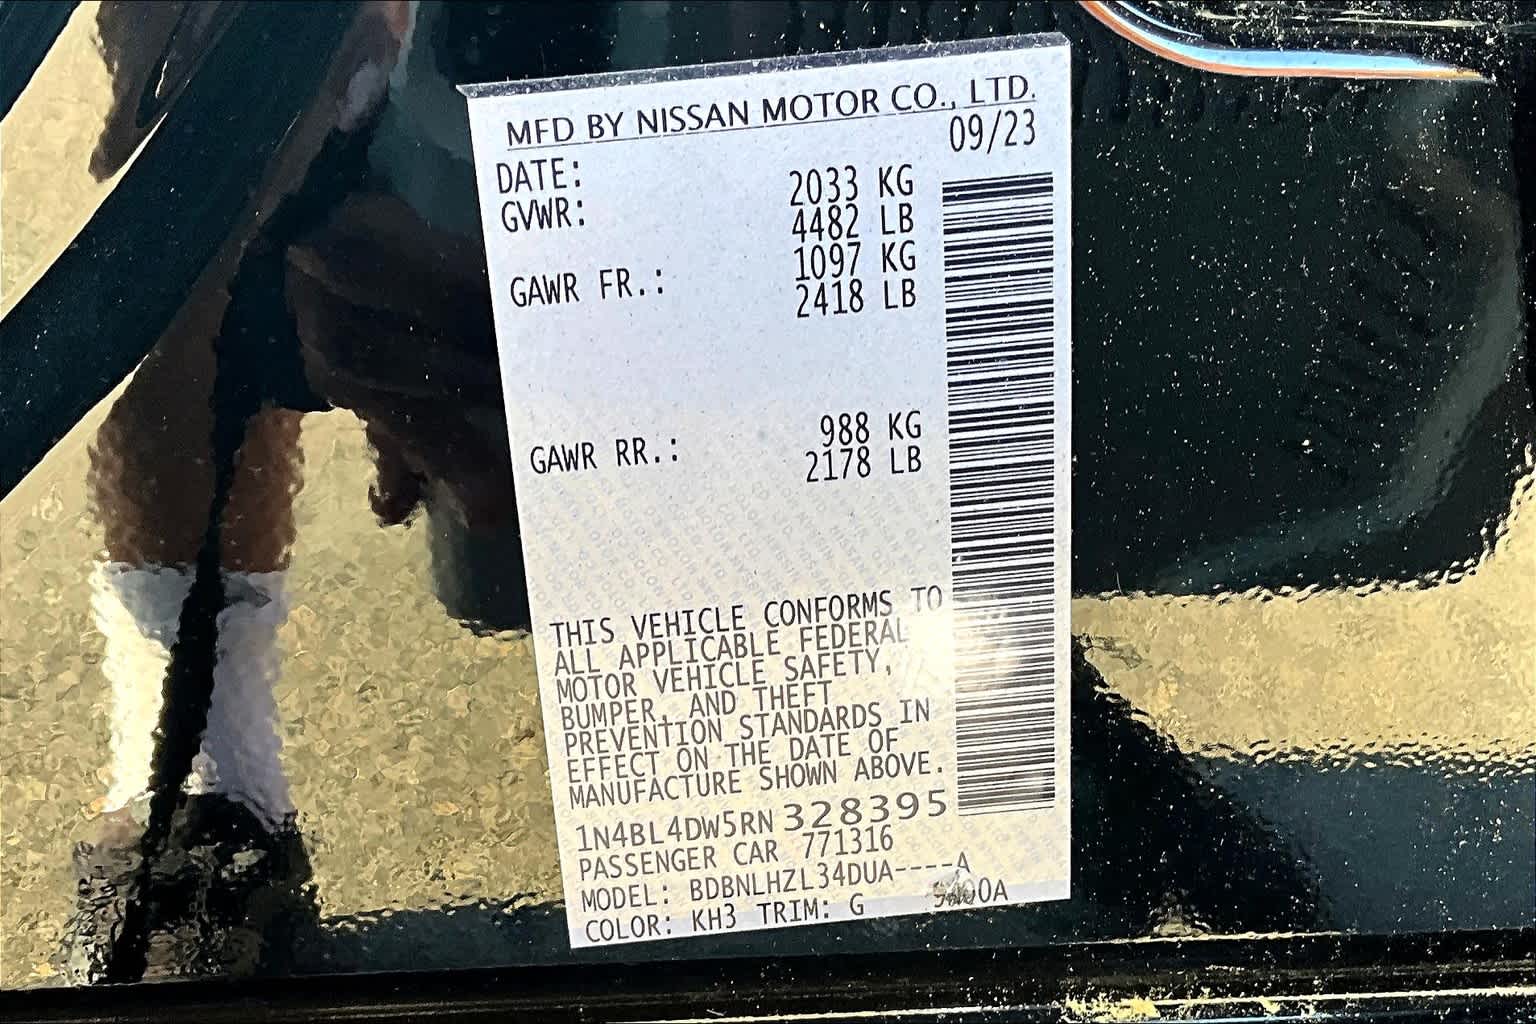 MFD BY NISSAN MOTOR CO., LTD.
DATE: 09/23
GVWR: 2033 KG
4482 LB
GAWR FR.: 1097 KG
2418 LB
GAWR RR.: 988 KG
2178 LB
THIS VEHICLE CONFORMS TO
ALL APPLICABLE FEDERAL
MOTOR VEHICLE SAFETY,
BUMPER, AND THEFT
PREVENTION STANDARDS IN
EFFECT ON THE DATE OF
MANUFACTURE SHOWN ABOVE.
1N4BL4DW5RN328395
PASSENGER CAR 771316
MODEL: BDBNLHZL34DUA----A
COLOR: KH3 TRIM: G